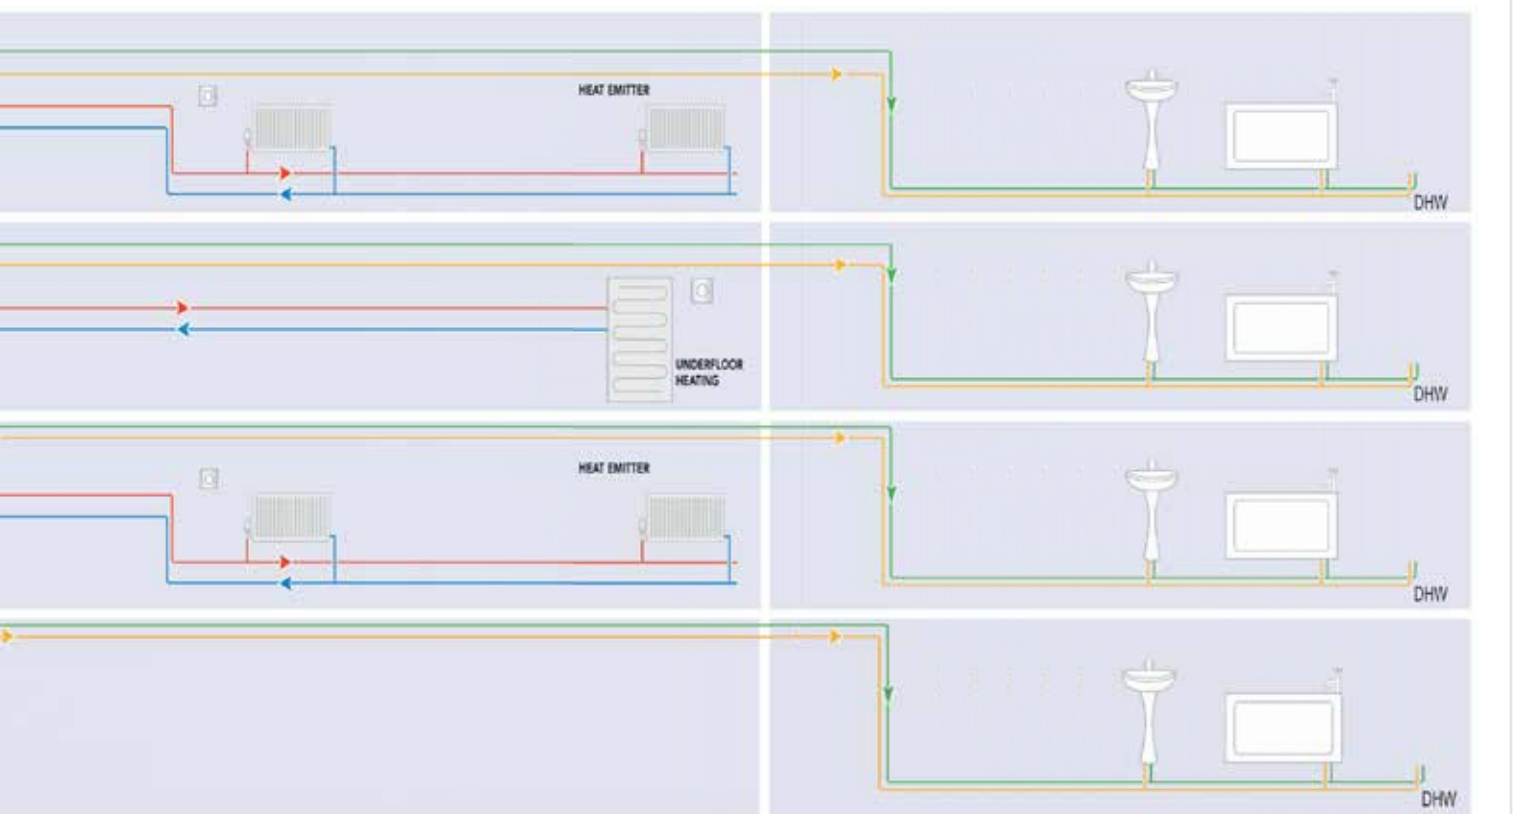 HEAT EMITTER
DHW
UNDERFLOOR
HEATING
DHW
HEAT EMITTER
DHW
DHW